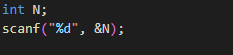 int N;
scanf("%d", &N);